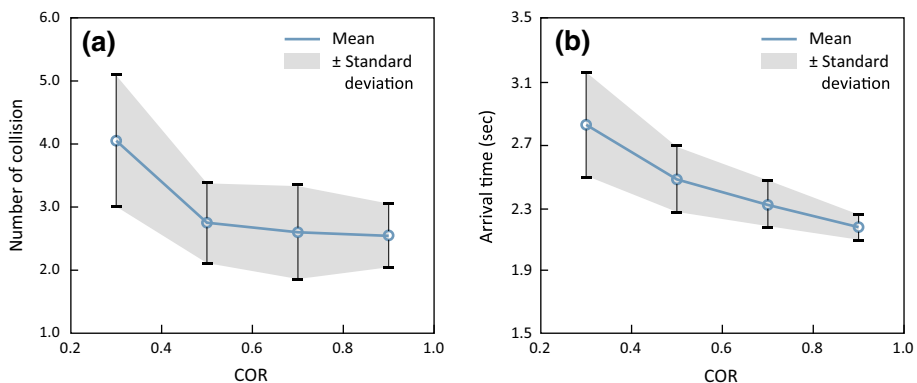 (a)
Mean
± Standard
deviation
Number of collision
6.0
5.0
4.0
3.0
2.0
1.0
0.2
0.4
0.6
0.8
1.0
COR
(b)
Mean
± Standard
deviation
Arrival time (sec)
3.5
3.1
2.7
2.3
1.9
1.5
0.2
0.4
0.6
0.8
1.0
COR